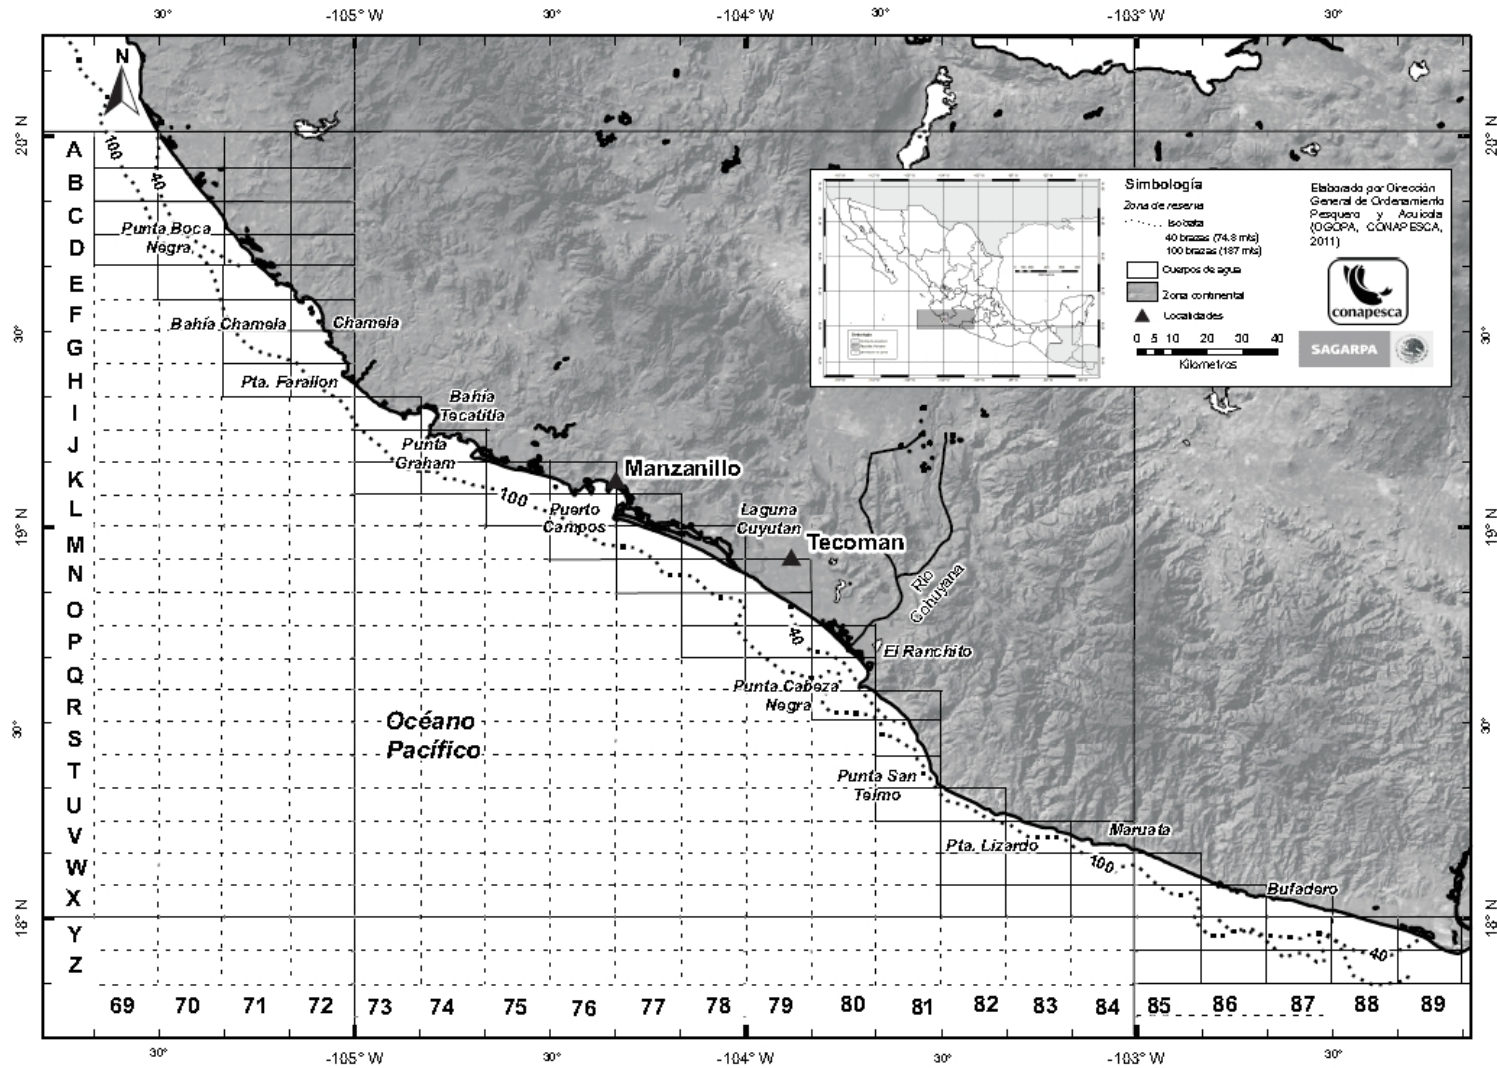 30°
-105° W
30°
-104° W
30°
-103° W
30°
N
20° N
20° N
A
B
C
D
E
F
G
H
I
J
K
L
M
N
O
P
Q
R
S
T
U
V
W
X
Y
Z
100
40
Punta Boca
Negra
Bahía Chamela
Chamela
Pta. Farallon
Bahía
Tecatitla
Punta
Graham
Manzanillo
100
Puerto
Campos
Laguna
Cuyutan
Tecoman
Rio
Cohuyana
40
El Ranchito
Punta Cabeza
Negra
Océano
Pacífico
Punta San
Telmo
Pta. Lizardo
Maruata
100
Bufadero
40
Simbología
Zona de reserva
Isobata
40 brazas (74.8 mts)
100 brazas (187 mts)
Cuerpos de agua
Zona continental
Localidades
0 5 10 20 30 40
Kilometros
Elaborado por Dirección
General de Ordenamiento
Pesquero y Acuicola
(OGOPA, CONAPESCA,
2011)
conapesca
SAGARPA
30°
30°
19° N
19° N
30°
30°
18° N
18° N
69 70 71 72 73 74 75 76 77 78 79 80 81 82 83 84 85 86 87 88 89
30°
-105° W
30°
-104° W
30°
-103° W
30°